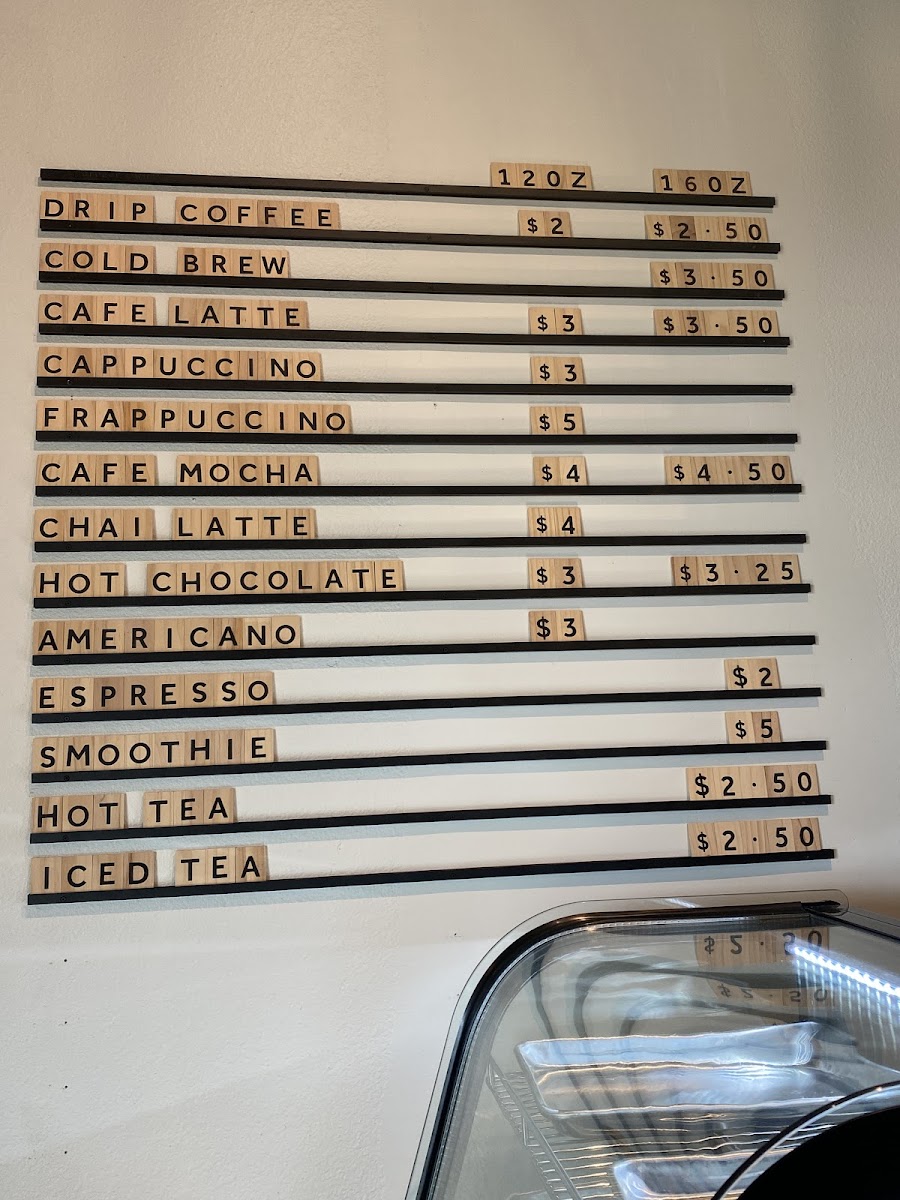 12OZ 16OZ
DRIP COFFEE $2 $2.50
COLD BREW $3.50
CAFE LATTE $3 $3.50
CAPPUCCINO $3
FRAPPUCCINO $5
CAFE MOCHA $4 $4.50
CHAI LATTE $4
HOT CHOCOLATE $3 $3.25
AMERICANO $3
ESPRESSO $2
SMOOTHIE $5
HOT TEA $2.50
ICED TEA $2.50